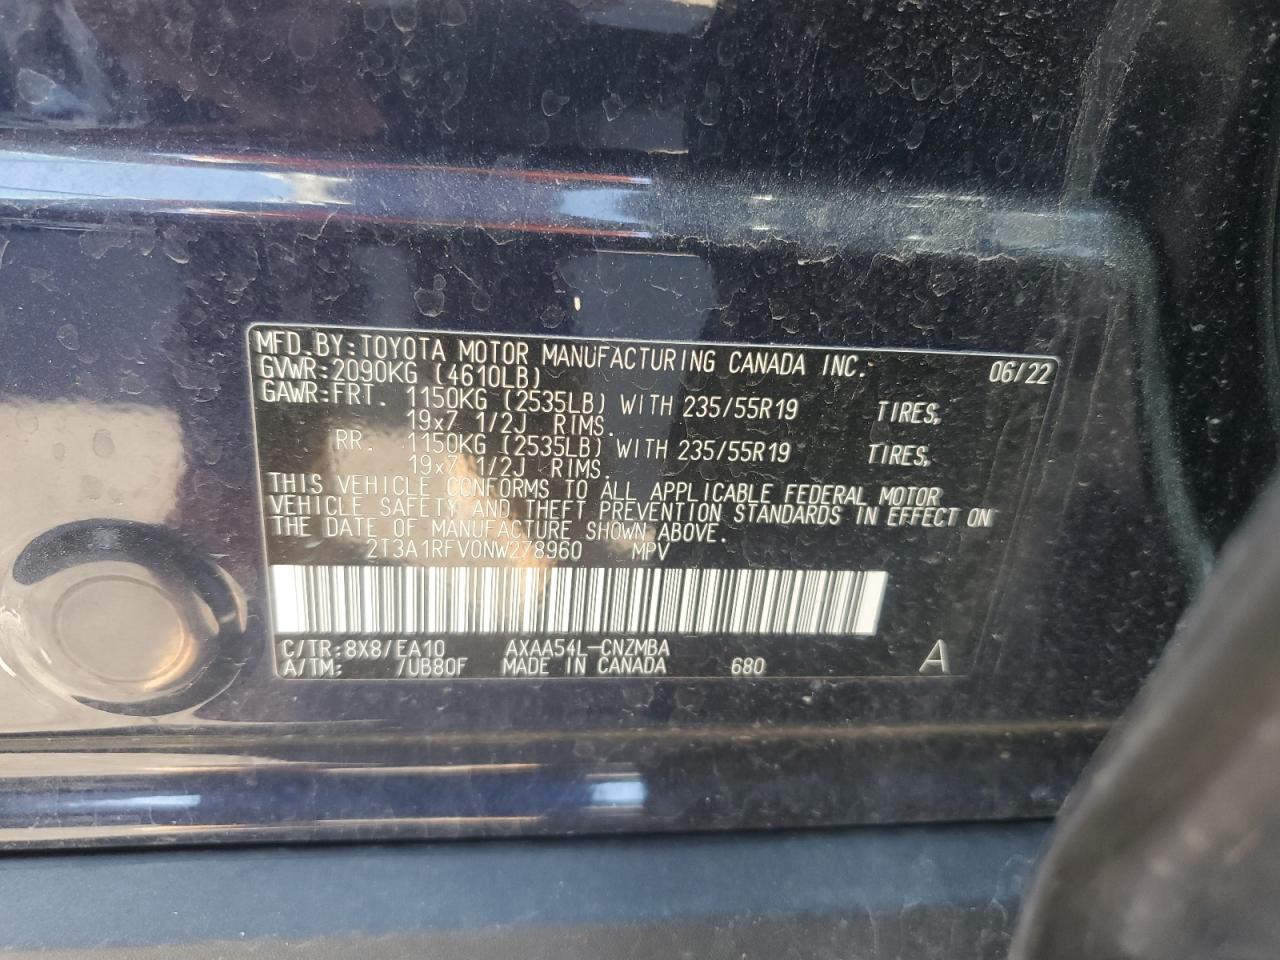 MFD.BY:TOYOTA MOTOR MANUFACTURING CANADA INC. 06/22
GVWR:2090KG (4610LB)
GAWR:FRT. 1150KG (2535LB) WITH 235/55R19 TIRES,
19x7 1/2J RIMS.
RR. 1150KG (2535LB) WITH 235/55R19 TIRES,
19x7 1/2J RIMS.
THIS VEHICLE CONFORMS TO ALL APPLICABLE FEDERAL MOTOR
VEHICLE SAFETY AND THEFT PREVENTION STANDARDS IN EFFECT ON
THE DATE OF MANUFACTURE SHOWN ABOVE.
2T3A1RFV0NW278960 MPV
C/TR:8X8/EA10 AXAA54L-CNZMBA
A/TM: /UB80F MADE IN CANADA 680 A